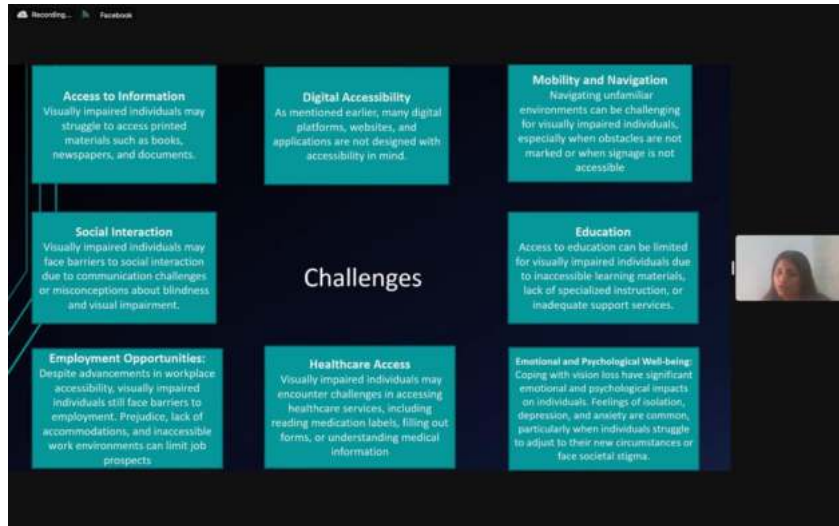 Recording...
Facebook
Access to Information
Visually impaired individuals may
struggle to access printed
materials such as books,
newspapers, and documents.
Digital Accessibility
As mentioned earlier, many digital
platforms, websites, and
applications are not designed with
accessibility in mind.
Mobility and Navigation
Navigating unfamiliar
environments can be challenging
for visually impaired individuals,
especially when obstacles are not
marked or when signage is not
accessible
Social Interaction
Visually impaired individuals may
face barriers to social interaction
due to communication challenges
or misconceptions about blindness
and visual impairment.
Challenges
Education
Access to education can be limited
for visually impaired individuals due
to inaccessible learning materials,
lack of specialized instruction, or
inadequate support services.
Employment Opportunities:
Despite advancements in workplace
accessibility, visually impaired
individuals still face barriers to
employment. Prejudice, lack of
accommodations, and inaccessible
work environments can limit job
prospects
Healthcare Access
Visually impaired individuals may
encounter challenges in accessing
healthcare services, including
reading medication labels, filling out
forms, or understanding medical
information
Emotional and Psychological Well-being:
Coping with vision loss have significant
emotional and psychological impacts
on individuals. Feelings of isolation,
depression, and anxiety are common,
particularly when individuals struggle
to adjust to their new circumstances or
face societal stigma.